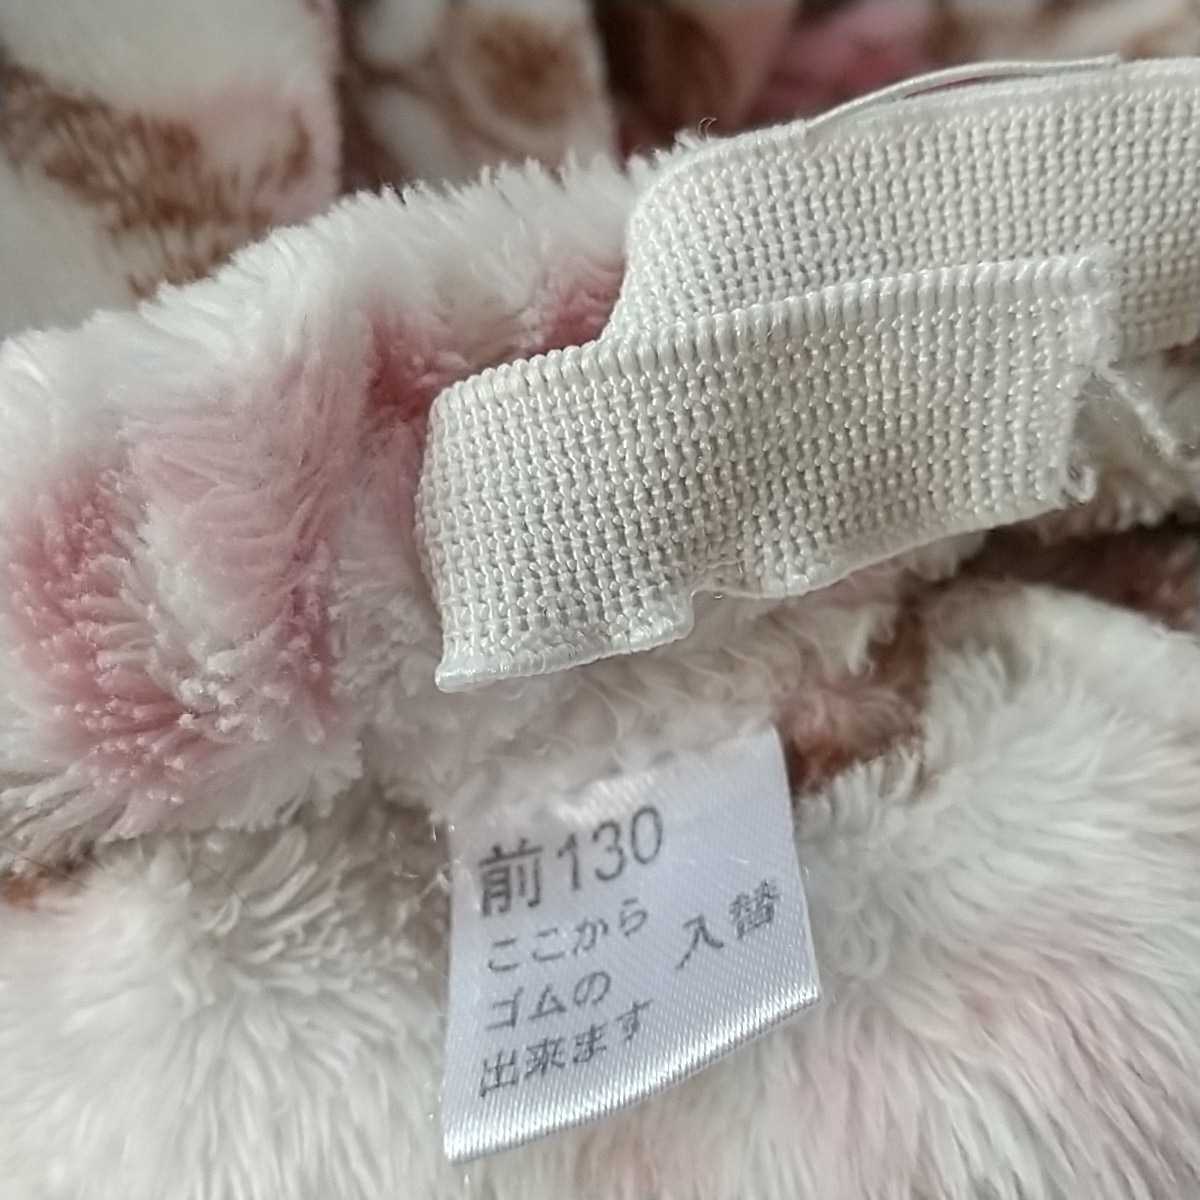 前130
ここから
ゴムの 入替
出来ます